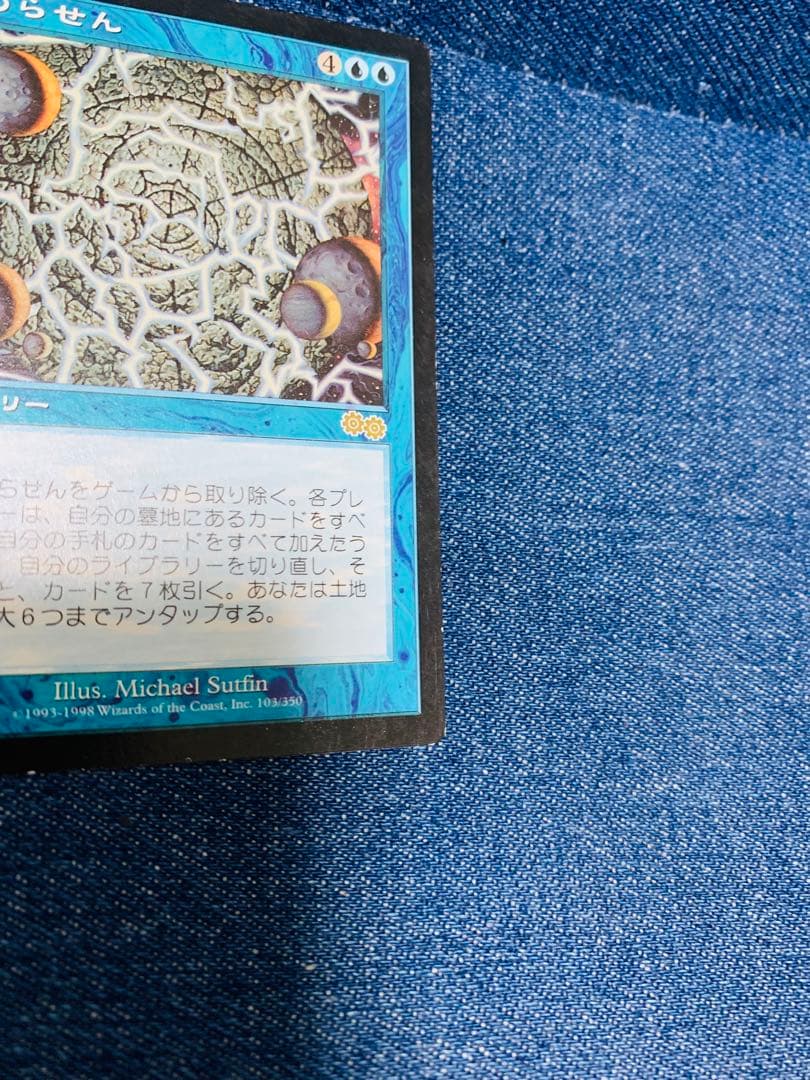 らせん
4
リー
らせんをゲームから取り除く。各プレ
ーは、自分の墓地にあるカードをすべ
自分の手札のカードをすべて加えたう
、自分のライブラリーを切り直し、そ
と、カードを７枚引く。あなたは土地
大６つまでアンタップする。
Illus. Michael Sutfin
©1993-1998 Wizards of the Coast, Inc. 103/350